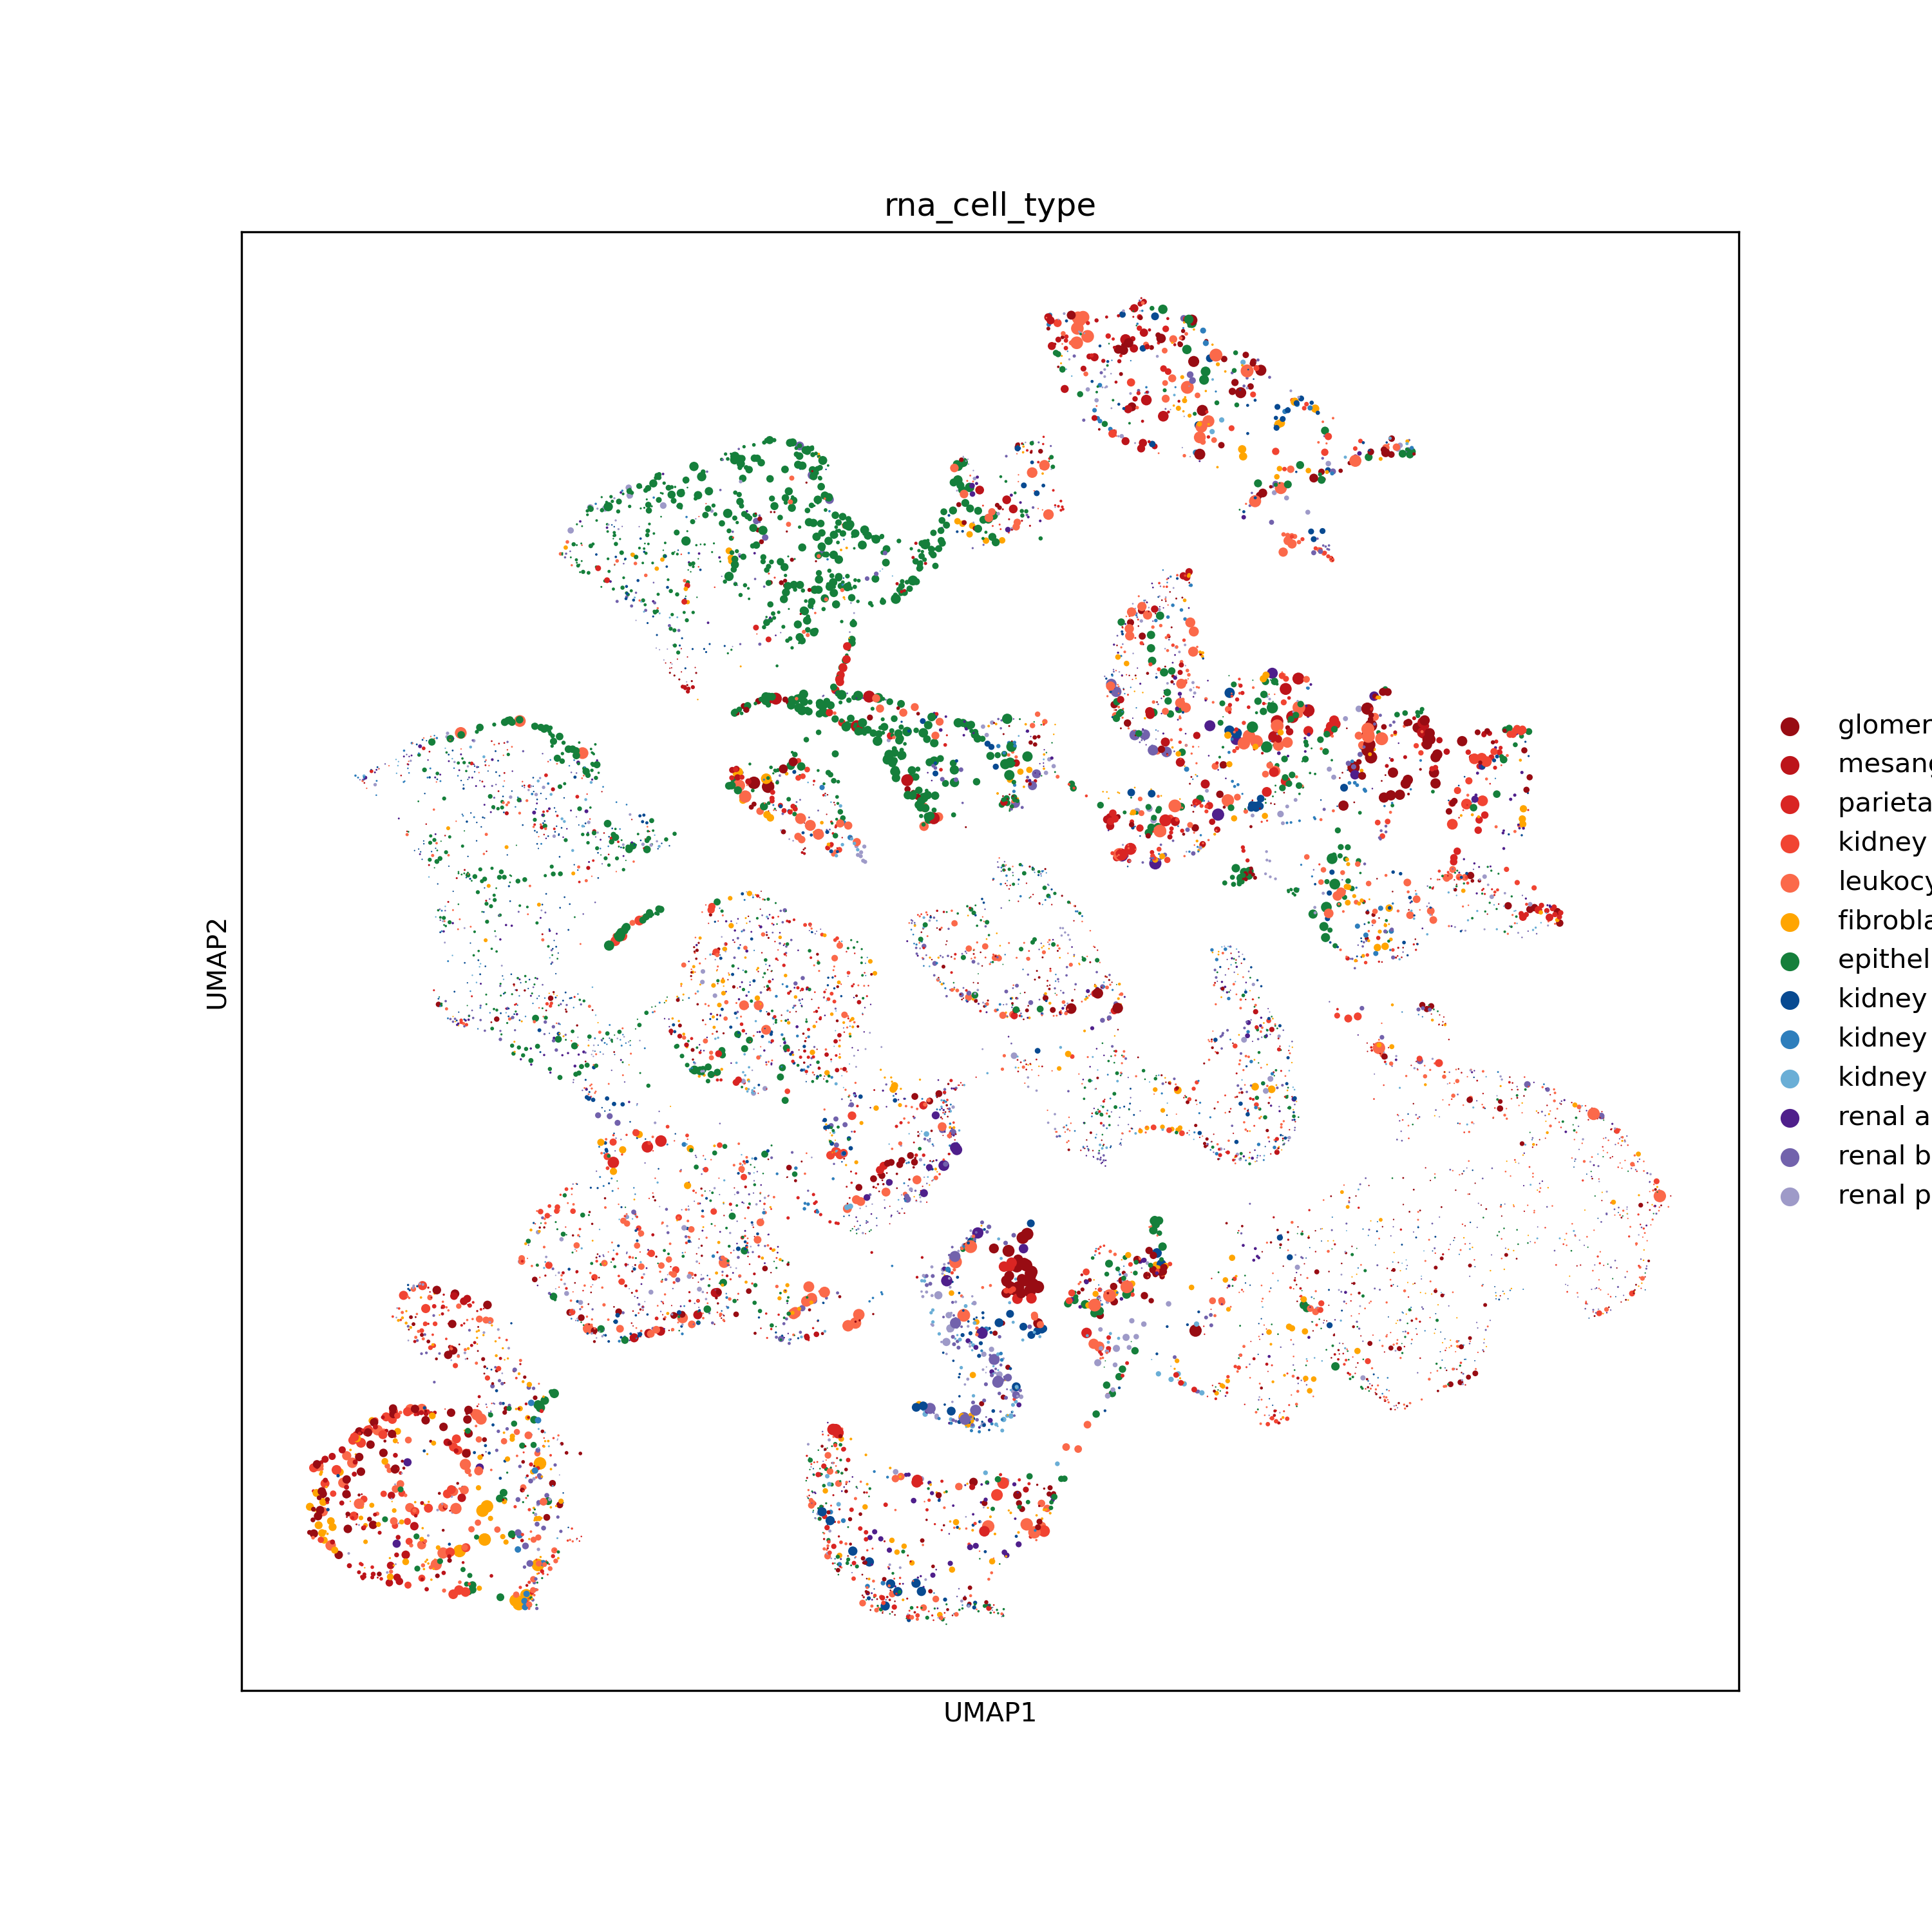 rna_cell_type
glomer
mesang
parieta
kidney
leukocy
fibrobla
epithel
kidney
kidney
kidney
renal a
renal b
renal p
UMAP2
UMAP1